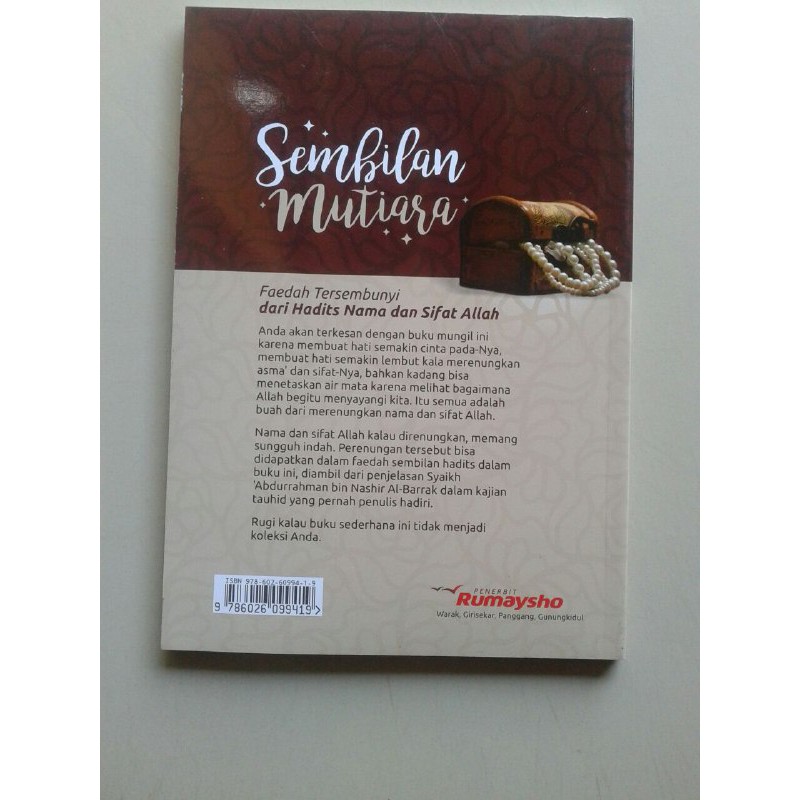 Sembilan
Mutiara
Faedah Tersembunyi
dari Hadits Nama dan Sifat Allah
Anda akan terkesan dengan buku mungil ini
karena membuat hati semakin cinta pada-Nya,
membuat hati semakin lembut kala merenungkan
asma' dan sifat-Nya, bahkan kadang bisa
menetaskan air mata karena melihat bagaimana
Allah begitu menyayangi kita. Itu semua adalah
buah dari merenungkan nama dan sifat Allah.
Nama dan sifat Allah kalau direnungkan, memang
sungguh indah. Perenungan tersebut bisa
didapatkan dalam faedah sembilan hadits dalam
buku ini, diambil dari penjelasan Syaikh
'Abdurrahman bin Nashir Al-Barrak dalam kajian
tauhid yang pernah penulis hadiri.
Rugi kalau buku sederhana ini tidak menjadi
koleksi Anda.
ISBN 978-602-60994-1-9
9 786026 099419 >
PENERBIT
Rumaysho
Warak, Girisekar, Panggang, Gunungkidul